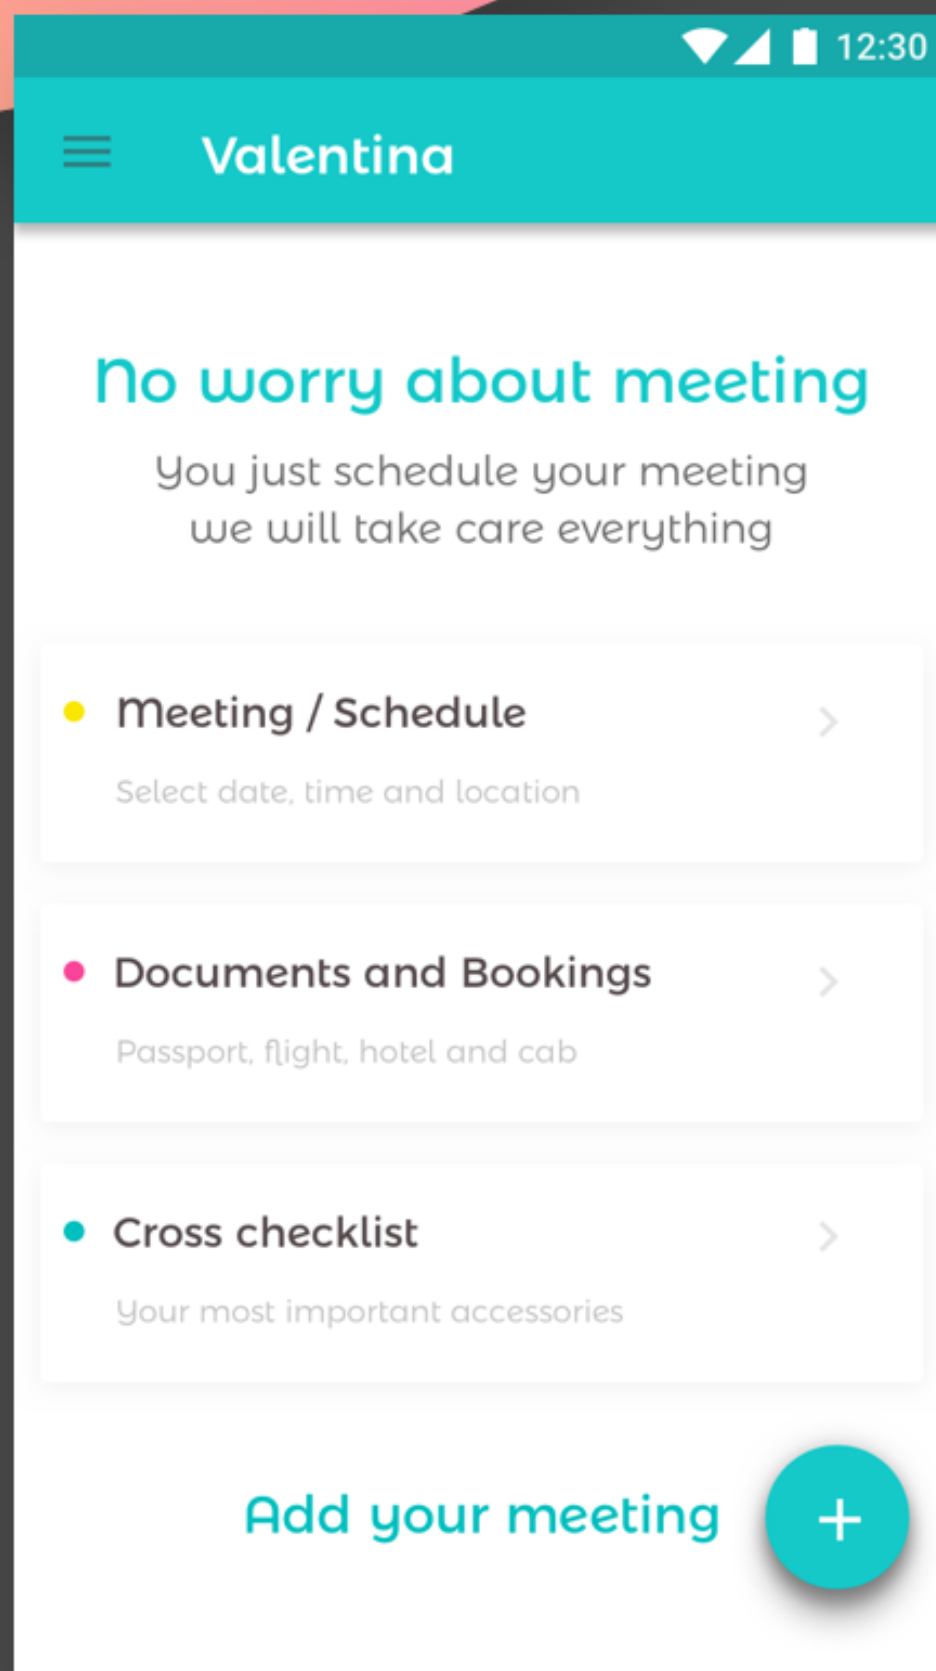 12:30
Valentina
No worry about meeting
You just schedule your meeting
we will take care everything
Meeting / Schedule
Select date, time and location
Documents and Bookings
Passport, flight, hotel and cab
Cross checklist
Your most important accessories
Add your meeting
+